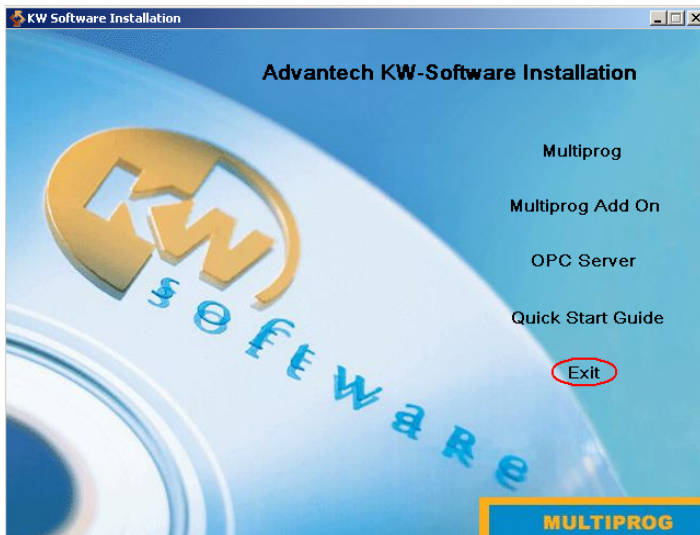 KW Software Installation
Advantech KW-Software Installation
Multiprog
Multiprog Add On
OPC Server
Quick Start Guide
Exit
KW
software
MULTIPROG